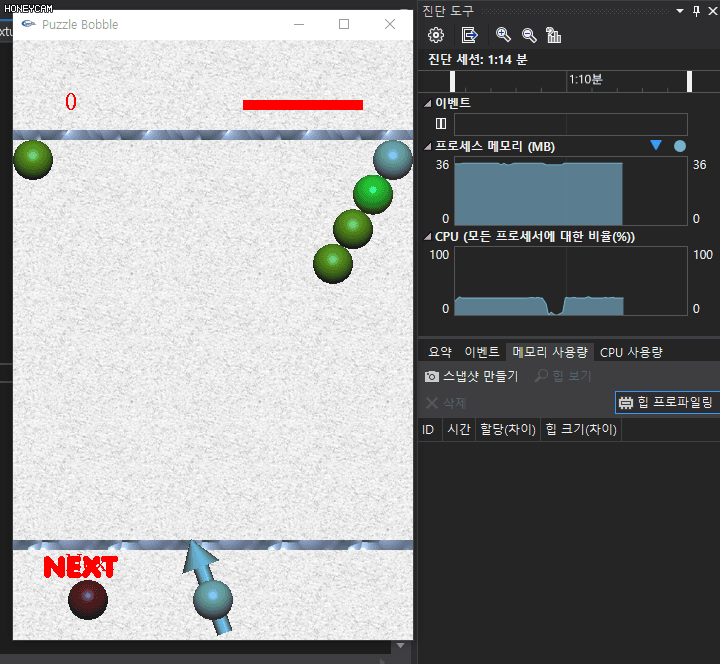 HONEYCAM
Puzzle Bobble
0
NEXT
진단 도구
진단 세션: 1:14 분
1:10분
이벤트
프로세스 메모리 (MB)
36
36
0
0
CPU (모든 프로세서에 대한 비율(%))
100
100
0
0
요약 이벤트 메모리 사용량 CPU 사용량
스냅샷 만들기 힙 보기
삭제 힙 프로파일링
ID 시간 할당(차이) 힙 크기(차이)